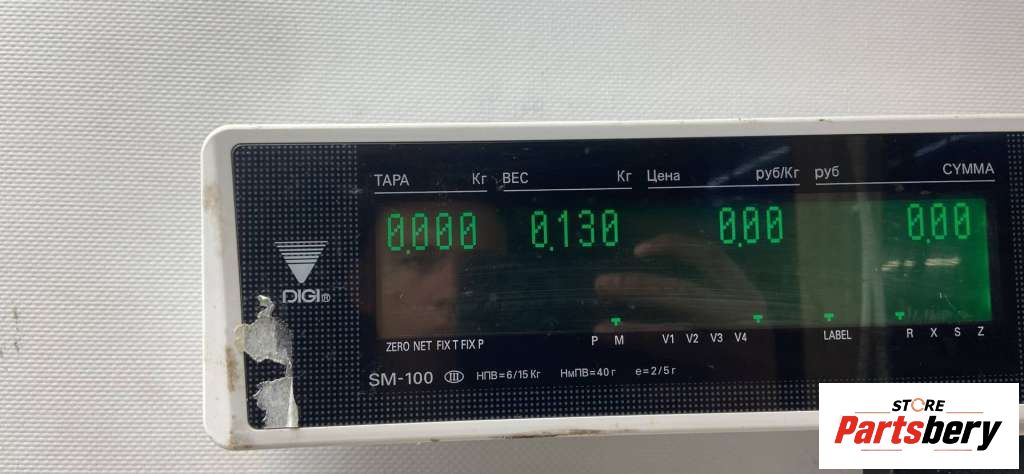 ТАРА Кг ВЕС Кг Цена руб/Кг руб СУММА
0.000 0.130 0.00 0.00
DIGI®
ZERO NET FIX T FIX P P M V1 V2 V3 V4 LABEL R X S Z
SM-100 III НПВ=6/15 Кг НмПВ=40 г e=2/5 г
STORE
Partsbery